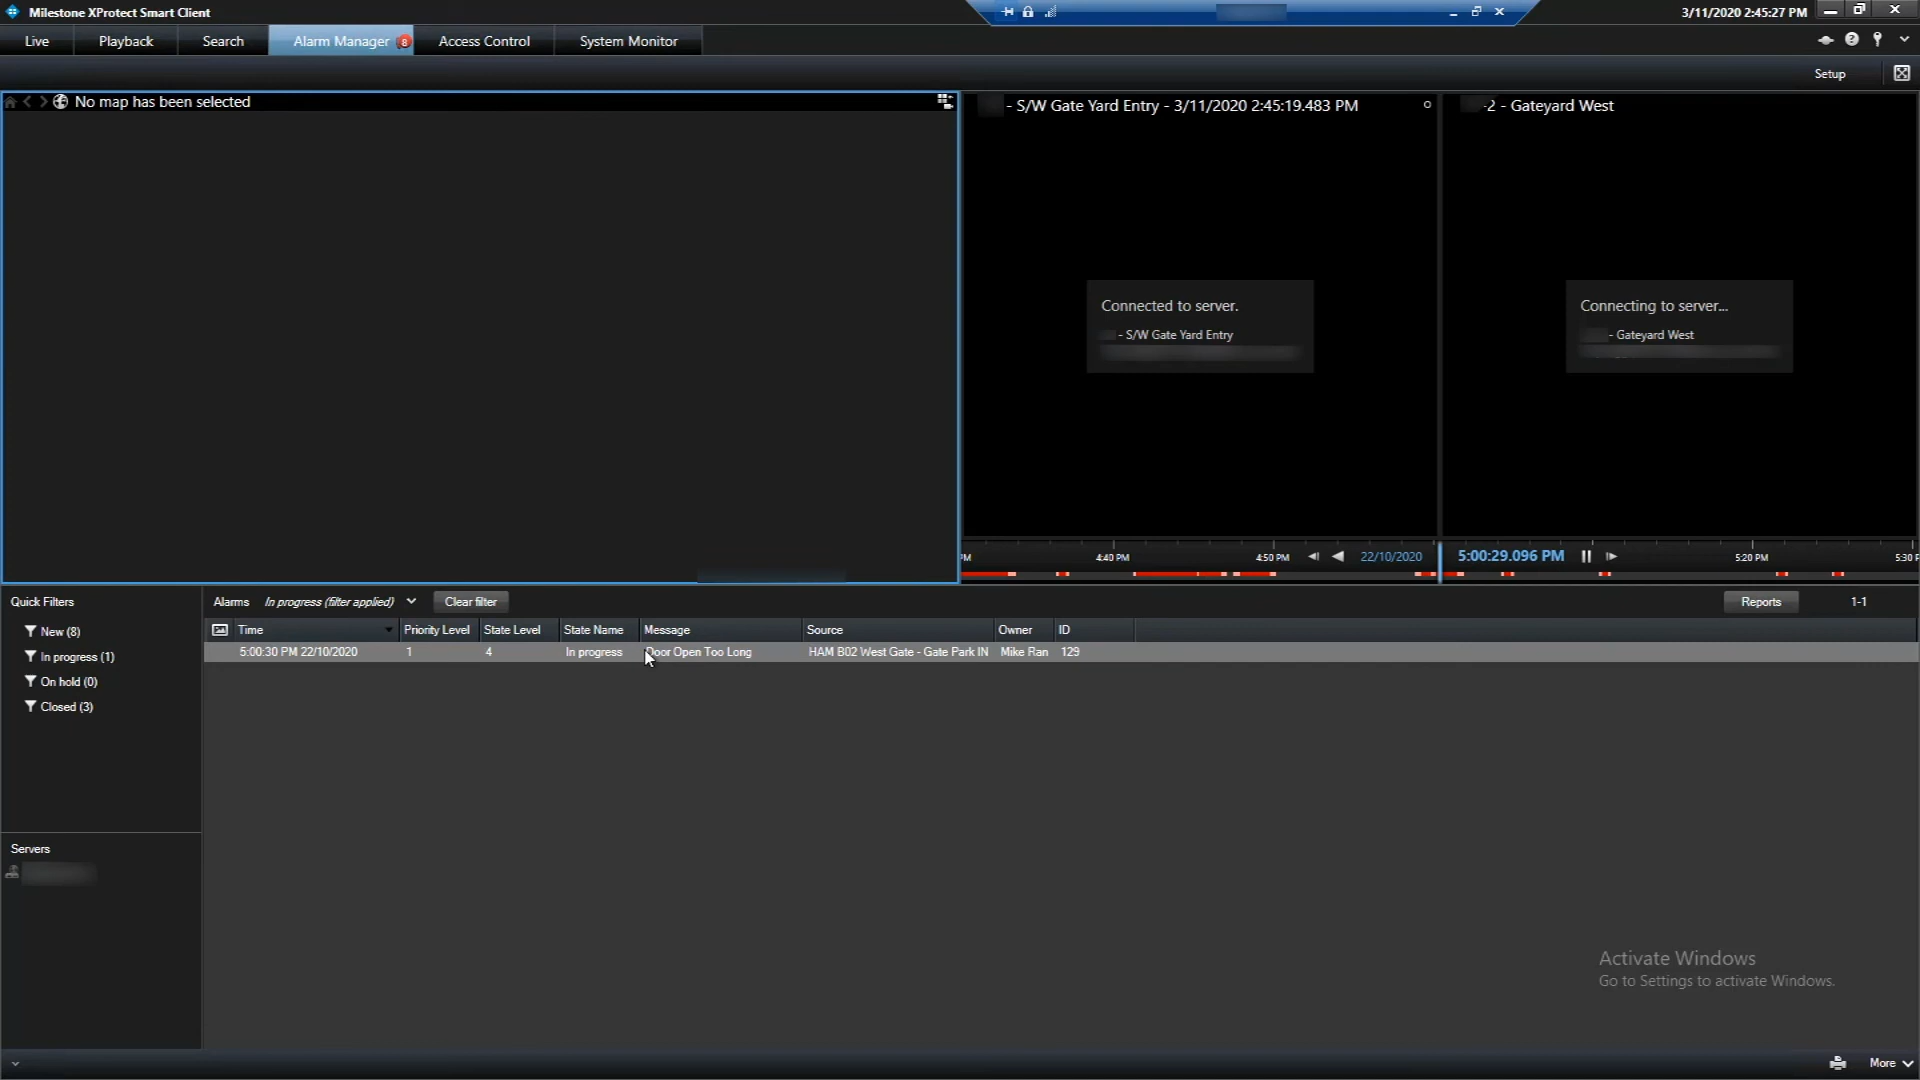 Milestone XProtect Smart Client
3/11/2020 2:45:27 PM
Live
Playback
Search
Alarm Manager 8
Access Control
System Monitor
Setup
No map has been selected
- S/W Gate Yard Entry - 3/11/2020 2:45:19.483 PM
-2 - Gateyard West
Connected to server.
- S/W Gate Yard Entry
Connecting to server...
- Gateyard West
4:40 PM
4:50 PM
22/10/2020
5:00:29.096 PM
5:20 PM
5:30
Quick Filters
New (8)
In progress (1)
On hold (0)
Closed (3)
Servers
Alarms In progress (filter applied) Clear filter
Reports
1-1
Time Priority Level State Level State Name Message Source Owner ID
5:00:30 PM 22/10/2020 1 4 In progress Door Open Too Long HAM B02 West Gate - Gate Park IN Mike Ran 129
Activate Windows
Go to Settings to activate Windows.
More